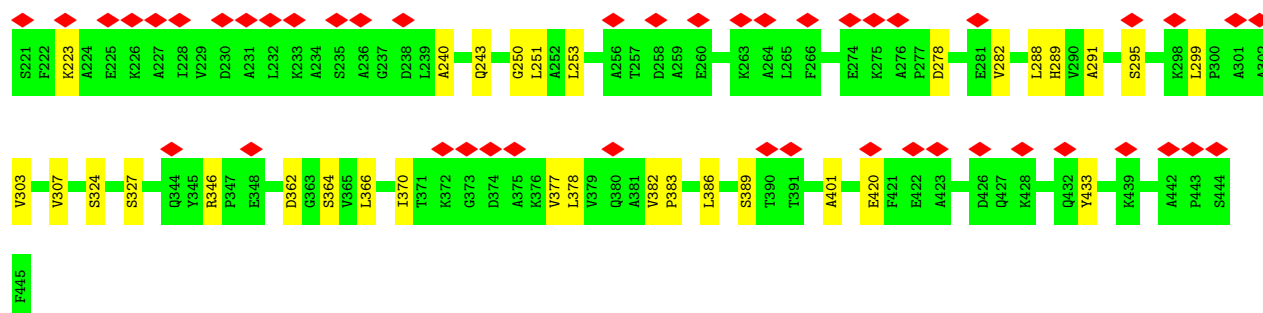 S221 F222 K223 A224 E225 K226 A227 I228 V229 D230 A231 L232 K233 A234 S235 A236 G237 D238 L239 A240 Q243 G250 L251 A252 L253 A256 T257 D258 A259 E260 K263 A264 L265 F266 E274 K275 A276 P277 D278 E281 V282 L288 H289 V290 A291 S295 K298 L299 P300 A301 A302
V303 V307 S324 S327 Q344 Y345 R346 P347 E348 D362 G363 S364 V365 L366 I370 T371 K372 G373 D374 A375 K376 V377 L378 V379 Q380 A381 V382 P383 L386 S389 T390 T391 A401 E420 F421 E422 A423 D426 Q427 K428 Q432 Y433 K439 A442 P443 S444
F445